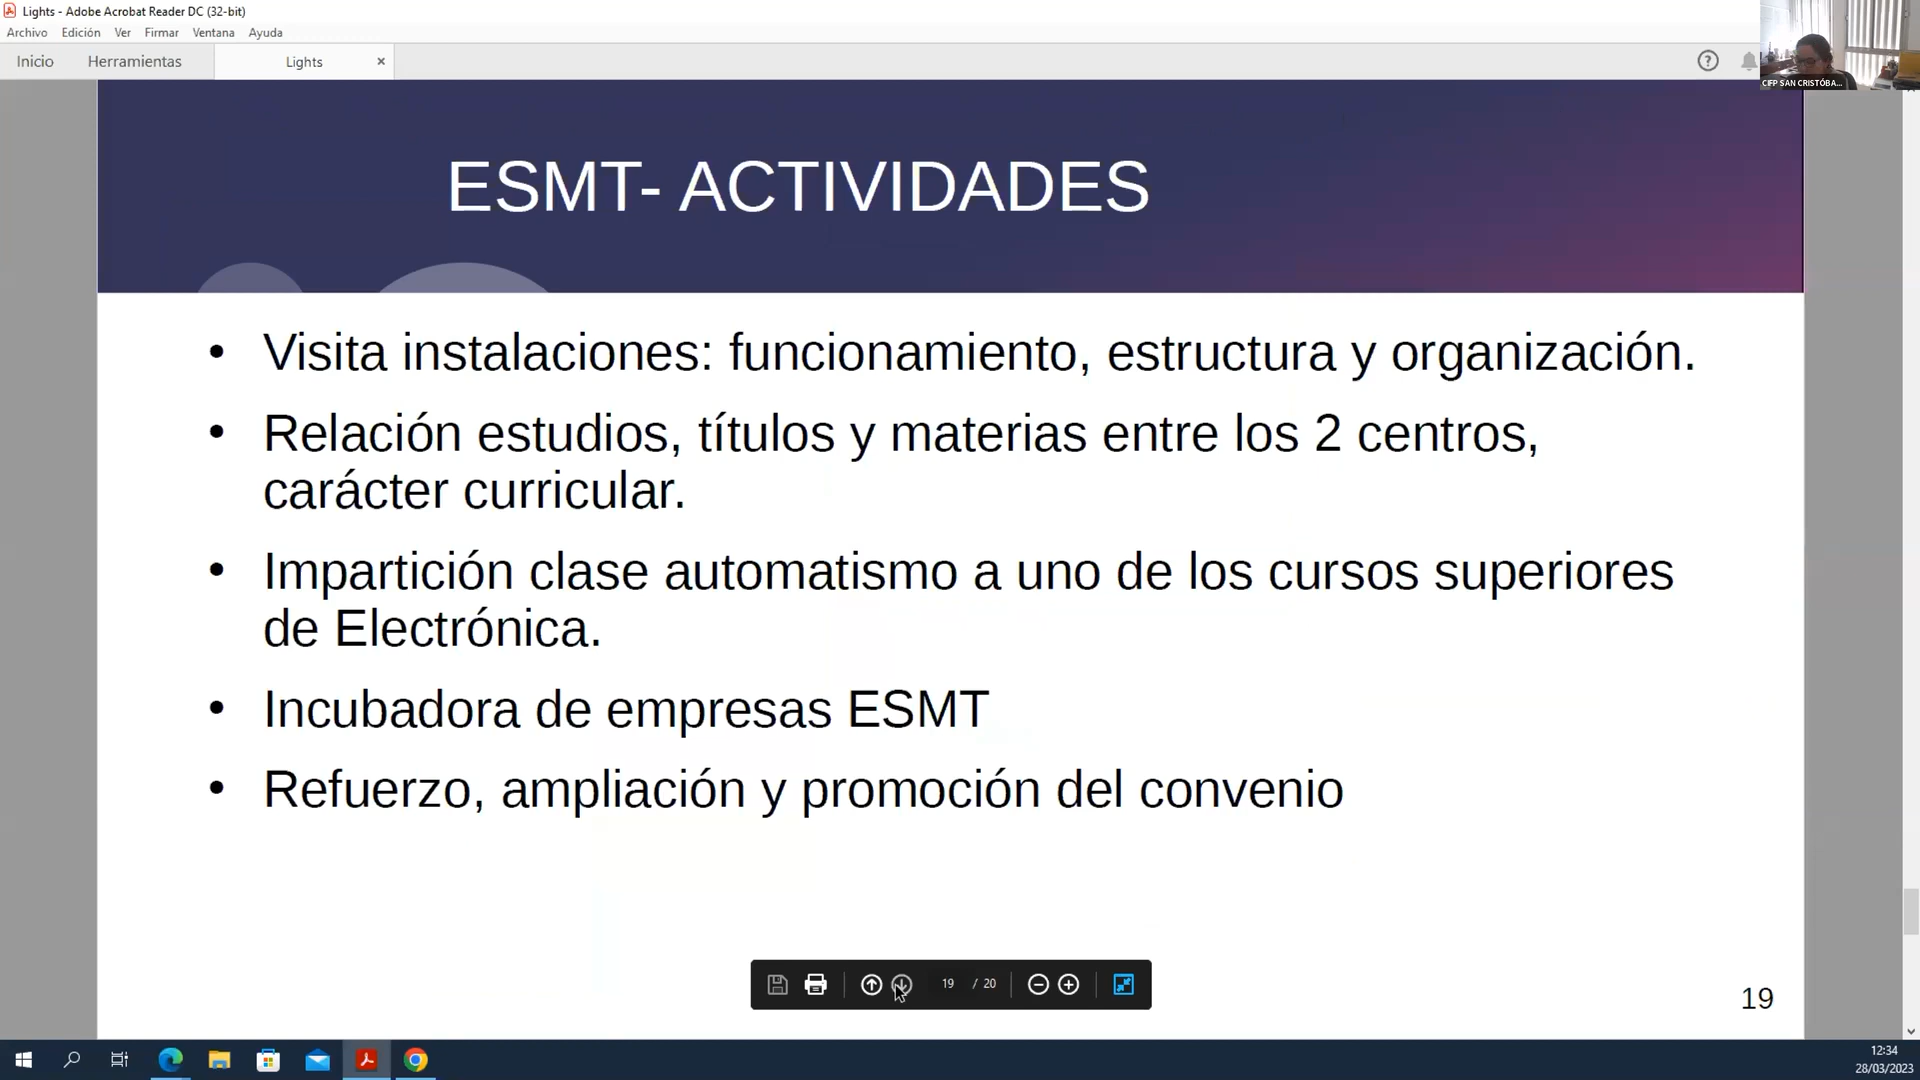 Lights - Adobe Acrobat Reader DC (32-bit)
Archivo Edición Ver Firmar Ventana Ayuda
Inicio Herramientas Lights
CIFP SAN CRISTÓBA...
ESMT- ACTIVIDADES
• Visita instalaciones: funcionamiento, estructura y organización.
• Relación estudios, títulos y materias entre los 2 centros,
carácter curricular.
• Impartición clase automatismo a uno de los cursos superiores
de Electrónica.
• Incubadora de empresas ESMT
• Refuerzo, ampliación y promoción del convenio
19 / 20
19
12:34
28/03/2023